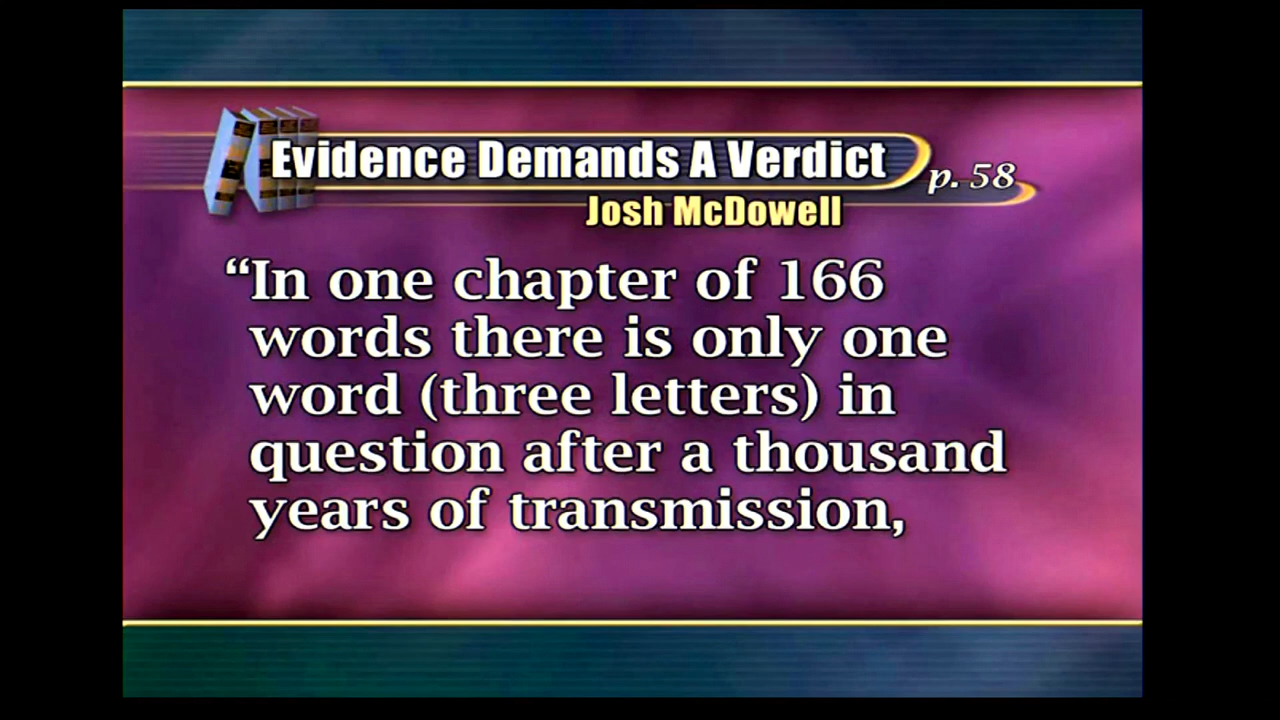 Evidence Demands A Verdict p. 58
Josh McDowell
“In one chapter of 166
words there is only one
word (three letters) in
question after a thousand
years of transmission,